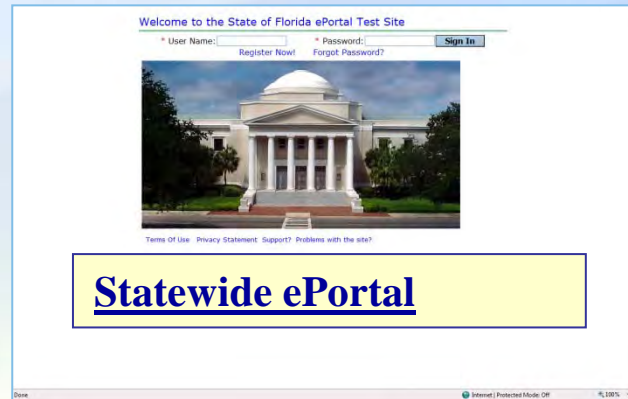 Welcome to the State of Florida ePortal Test Site
* User Name: * Password: Sign In
Register Now! Forgot Password?
Terms Of Use Privacy Statement Support? Problems with the site?
Statewide ePortal
Done Internet | Protected Mode: Off 100%